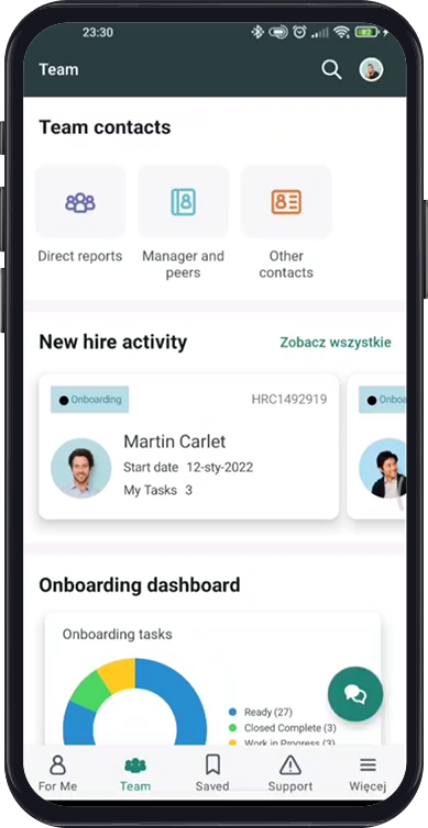 23:30
82
Team
Team contacts
Direct reports
Manager and
peers
Other
contacts
New hire activity
Zobacz wszystkie
Onboarding
HRC1492919
Martin Carlet
Start date 12-sty-2022
My Tasks 3
Onboarding dashboard
Onboarding tasks
Ready (27)
Closed Complete (3)
Work in Progress (3)
For Me
Team
Saved
Support
Więcej